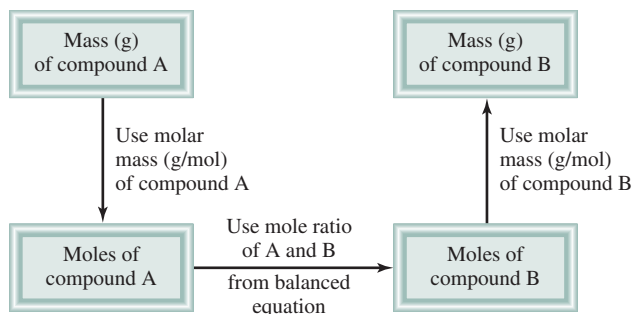 Mass (g)
of compound A
Mass (g)
of compound B
Use molar
mass (g/mol)
of compound A
Use molar
mass (g/mol)
of compound B
Moles of
compound A
Use mole ratio
of A and B
from balanced
equation
Moles of
compound B